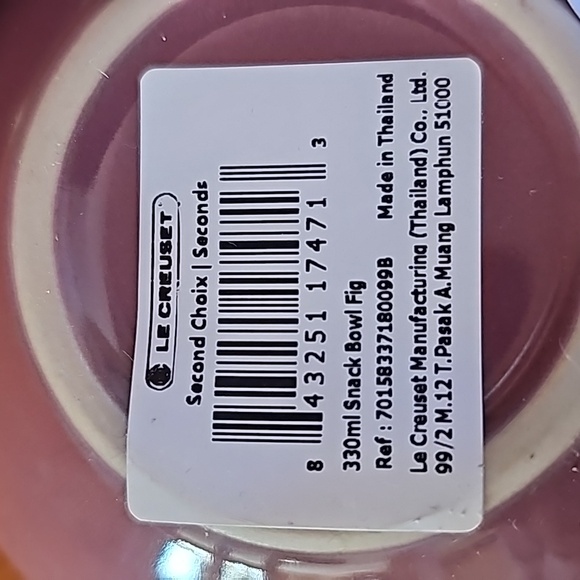 LE CREUSET
Second Choix | Seconds
8 43251 17471 3
330ml Snack Bowl Fig
Ref : 70158337180099B Made in Thailand
Le Creuset Manufacturing (Thailand) Co., Ltd.
99/2 M.12 T.Pasak A.Muang Lamphun 51000